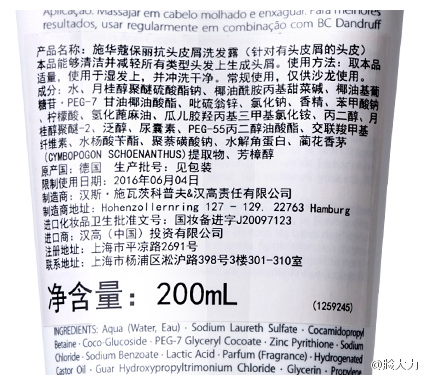 Aplicação. Massajar em cabelo molhado e enxaguar. Para melhores
resultados, usar regularmente em combinação com BC Dandruff
产品名称：施华蔻保丽抗头皮屑洗发露（针对有头皮屑的头皮）
本品能够清洁并减轻所有类型头发上生成头屑。使用方法：取本品
适量，使用于湿发上，并冲洗干净。常规使用，仅供沙龙使用。
成分：水、月桂醇聚醚硫酸酯钠、椰油酰胺丙基甜菜碱、椰油基葡
糖苷·PEG-7 甘油椰油酸酯、吡硫翁锌、氯化钠、香精、苯甲酸钠
、柠檬酸、氢化蓖麻油、瓜儿胶羟丙基三甲基氯化铵、丙二醇、月
桂醇聚醚-2、泛醇、尿囊素、PEG-55丙二醇油酸酯、交联羧甲基
纤维素、水杨酸苄酯、聚萘磺酸钠、水解角蛋白、蔺花香茅
(CYMBOPOGON SCHOENANTHUS)提取物、芳樟醇
原产国：德国 生产批号：见包装
限制使用日期：2016年06月04日
制造商：汉斯·施瓦茨科普夫&汉高责任有限公司
制造商地址：Hohenzollernring 127 - 129. 22763 Hamburg
进口化妆品卫生批准文号：国妆备进字J20097123
进口商：汉高（中国）投资有限公司
注册地址：上海市平凉路2691号
联系地址：上海市杨浦区淞沪路398号3楼301-310室
净含量：200mL
(1259245)
INGREDIENTS: Aqua (Water, Eau) · Sodium Laureth Sulfate · Cocamidopropyl
Betaine · Coco-Glucoside · PEG-7 Glyceryl Cocoate · Zinc Pyrithione · Sodium
Chloride · Sodium Benzoate · Lactic Acid · Parfum (Fragrance) · Hydrogenated
Castor Oil · Guar Hydroxypropyltrimonium Chloride · Glycerin · Propylene
@脸大力